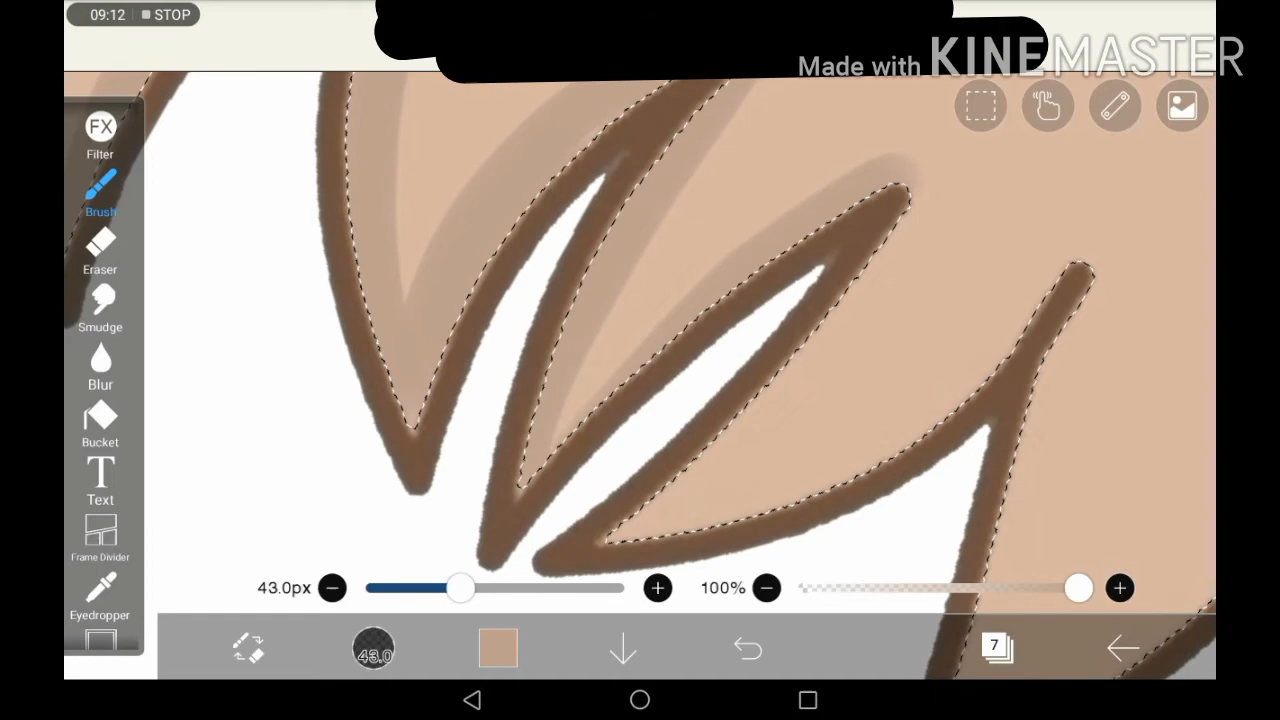 09:12 STOP
Made with KINEMASTER
FX
Filter
Brush
Eraser
Smudge
Blur
Bucket
T
Text
Frame Divider
Eyedropper
43.0px
100%
43.0
7